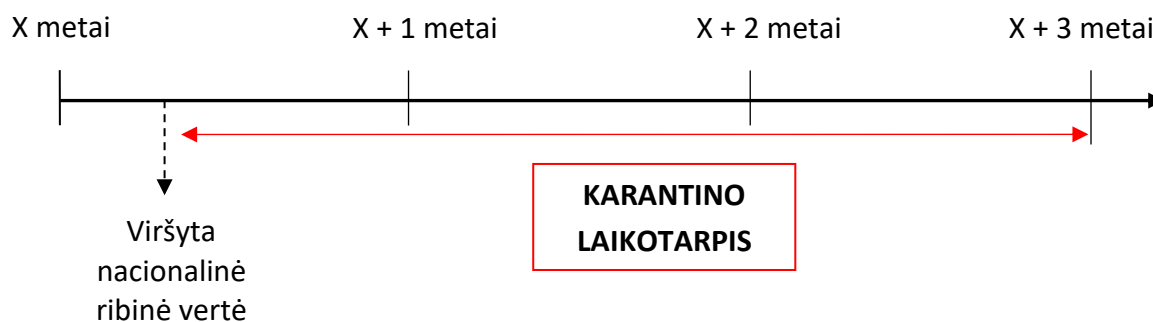 X metai X + 1 metai X + 2 metai X + 3 metai
KARANTINO
LAIKOTARPIS
Viršyta
nacionalinė
ribinė vertė